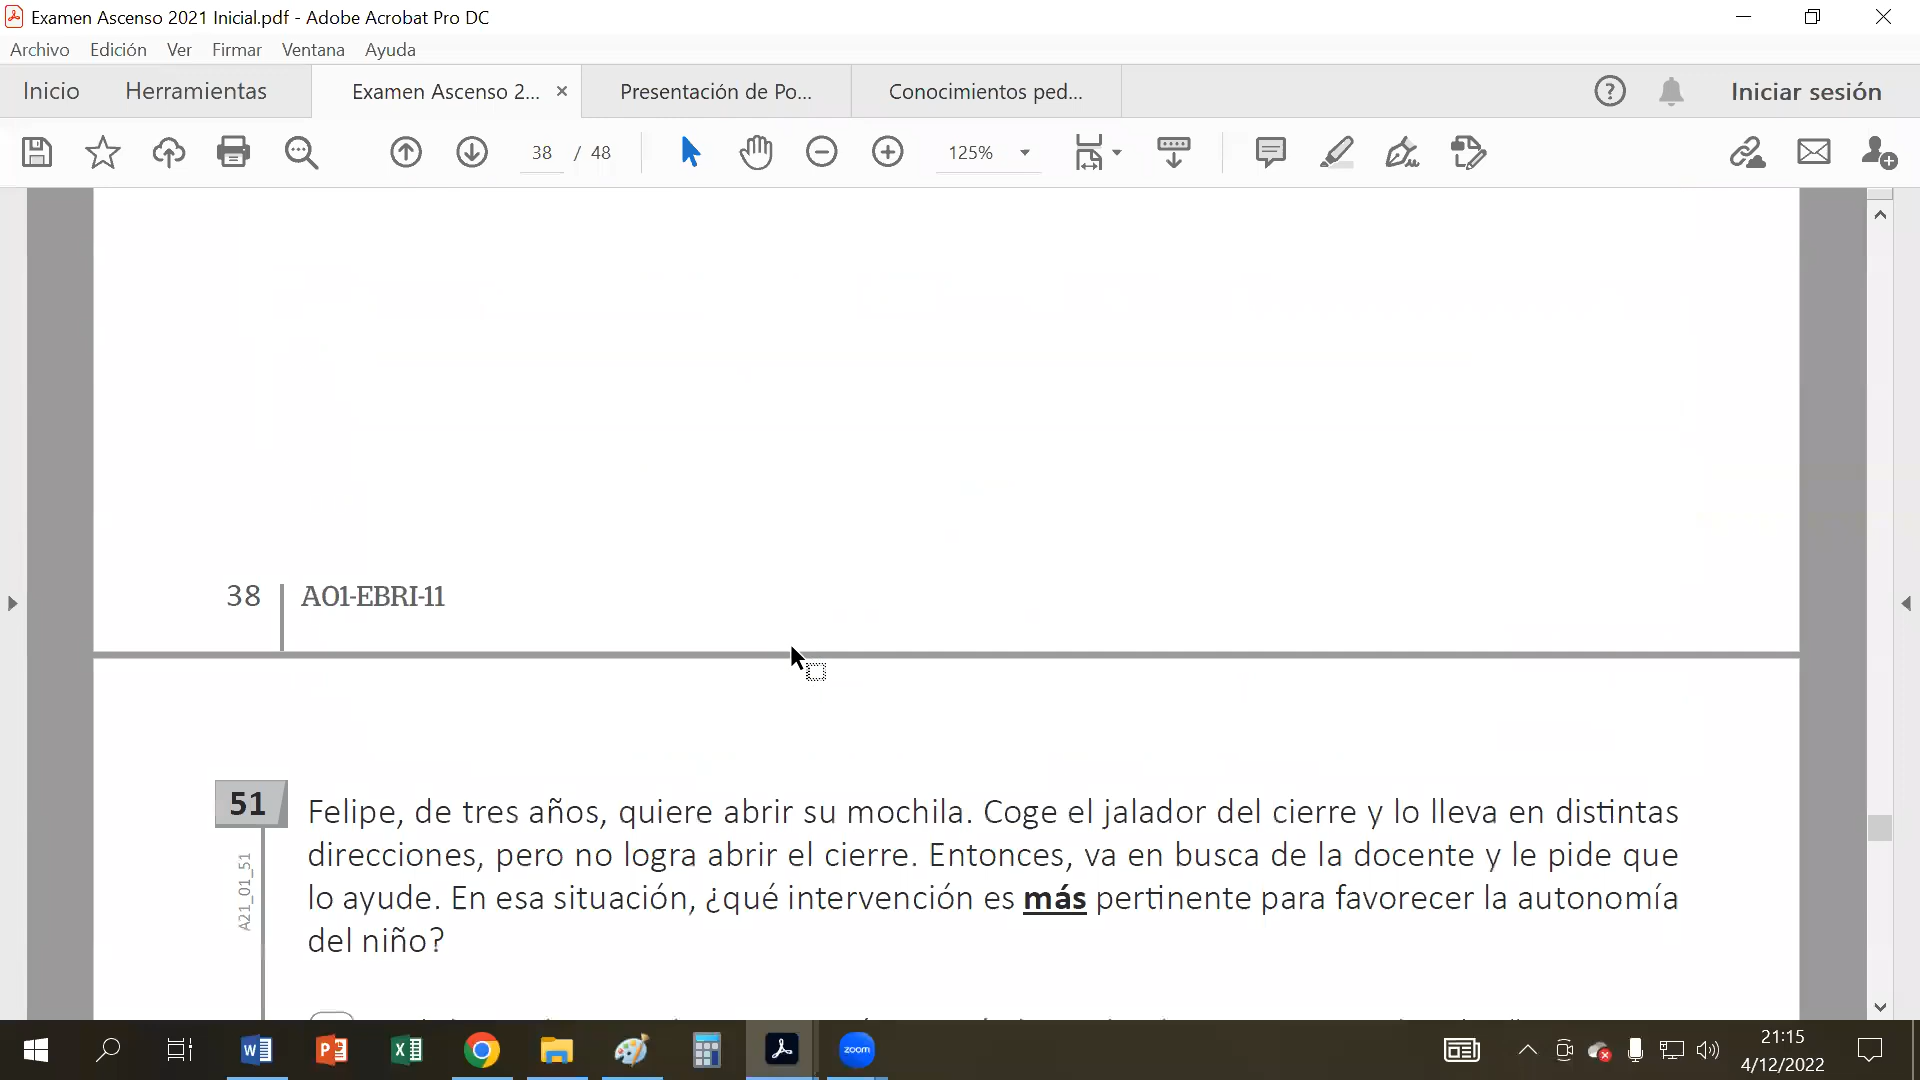 Examen Ascenso 2021 Inicial.pdf - Adobe Acrobat Pro DC
Archivo Edición Ver Firmar Ventana Ayuda
Inicio Herramientas Examen Ascenso 2... × Presentación de Po... Conocimientos ped... Iniciar sesión
38 / 48 125%
38 A01-EBRI-11
51
A21_01_51
Felipe, de tres años, quiere abrir su mochila. Coge el jalador del cierre y lo lleva en distintas
direcciones, pero no logra abrir el cierre. Entonces, va en busca de la docente y le pide que
lo ayude. En esa situación, ¿qué intervención es más pertinente para favorecer la autonomía
del niño?
zoom
21:15
4/12/2022